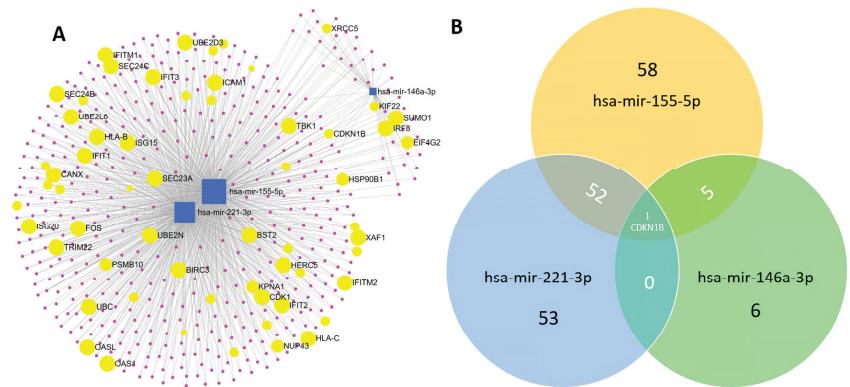 A
XRCC5
UBE2D3
IFITM1
SEC24C
IFIT3
ICAM1
hsa-mir-146a-3p
KIF22
SEC24B
SUMO1
UBE2L6
TBK1
IRF8
HLA-B
CDKN1B
ISG15
EIF4G2
IFIT1
CANX
SEC23A
HSP90B1
hsa-mir-155-5p
hsa-mir-221-3p
ISG20
FOS
UBE2N
BST2
XAF1
TRIM22
PSMB10
BIRC3
HERC5
KPNA1
IFITM2
CDK1
UBC
IFIT2
OASL
NUP43
HLA-C
OAS1
B
58
hsa-mir-155-5p
52
5
1
CDKN1B
hsa-mir-221-3p
hsa-mir-146a-3p
0
53
6